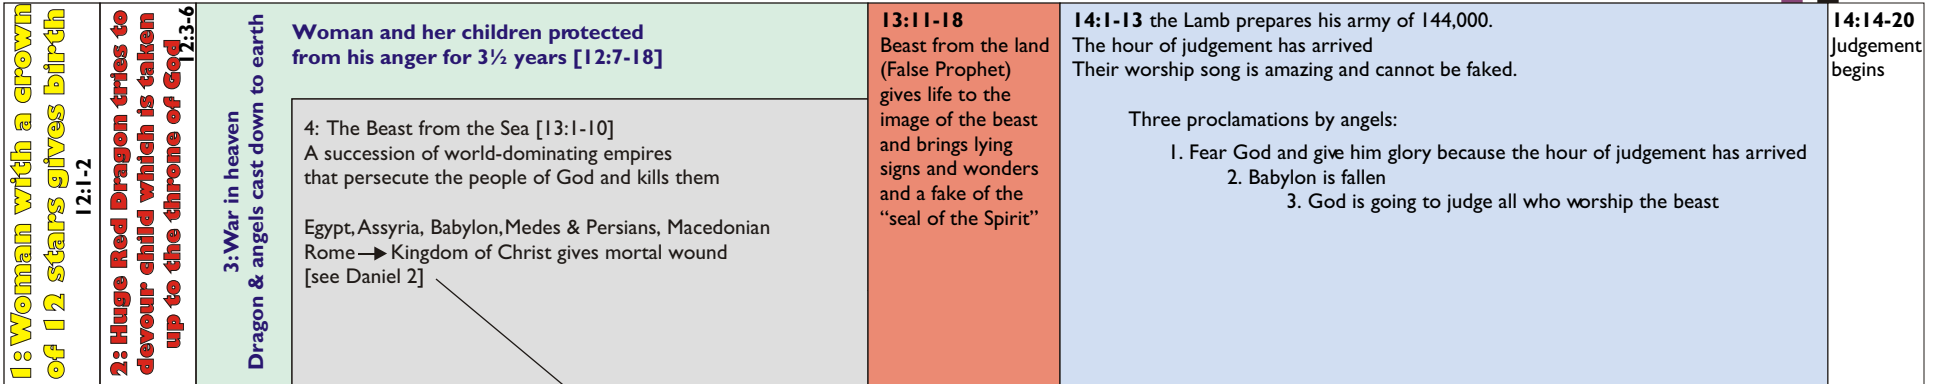 1: Woman with a crown
of 12 stars gives birth
12:1-2
2: Huge Red Dragon tries to
devour child which is taken
up to the throne of God
12:3-6
3: War in heaven
Dragon & angels cast down to earth
Woman and her children protected
from his anger for 3½ years [12:7-18]
4: The Beast from the Sea [13:1-10]
A succession of world-dominating empires
that persecute the people of God and kills them
Egypt, Assyria, Babylon, Medes & Persians, Macedonian
Rome → Kingdom of Christ gives mortal wound
[see Daniel 2]
13:11-18
Beast from the land
(False Prophet)
gives life to the
image of the beast
and brings lying
signs and wonders
and a fake of the
“seal of the Spirit”
14:1-13 the Lamb prepares his army of 144,000.
The hour of judgement has arrived
Their worship song is amazing and cannot be faked.
Three proclamations by angels:
1. Fear God and give him glory because the hour of judgement has arrived
2. Babylon is fallen
3. God is going to judge all who worship the beast
14:14-20
Judgement
begins